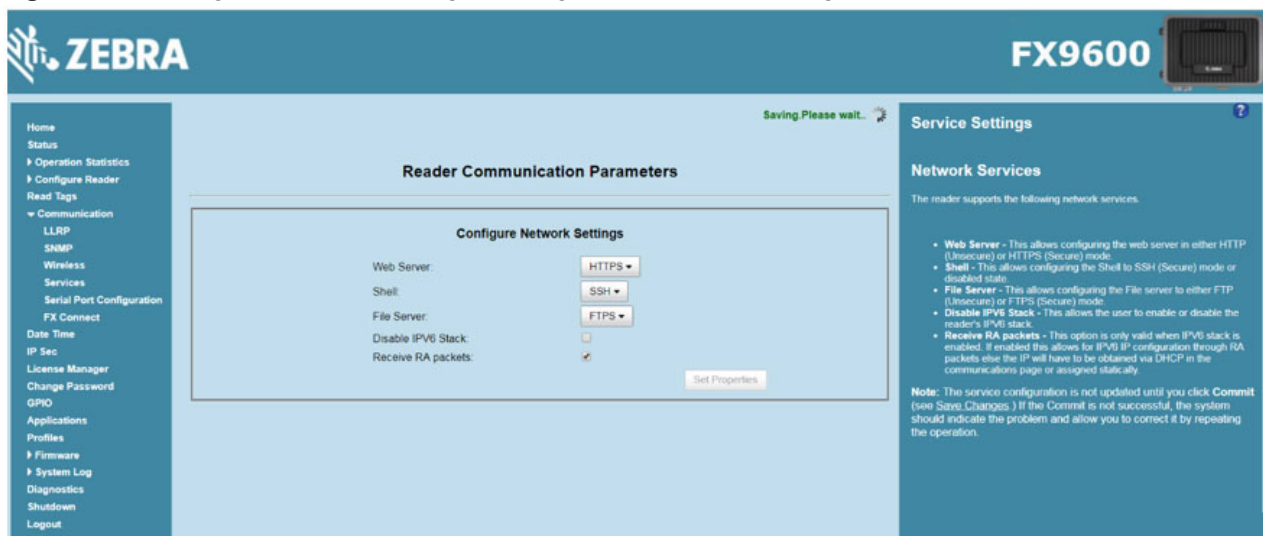 ZEBRA
FX9600
Home
Status
Operation Statistics
Configure Reader
Read Tags
Communication
LLRP
SNMP
Wireless
Services
Serial Port Configuration
FX Connect
Date Time
IP Sec
License Manager
Change Password
GPIO
Applications
Profiles
Firmware
System Log
Diagnostics
Shutdown
Logout
Saving.Please wait..
Reader Communication Parameters
Configure Network Settings
Web Server: HTTPS
Shell: SSH
File Server: FTPS
Disable IPV6 Stack:
Receive RA packets:
Set Properties
?
Service Settings
Network Services
The reader supports the following network services.
• Web Server - This allows configuring the web server in either HTTP
(Unsecure) or HTTPS (Secure) mode.
• Shell - This allows configuring the Shell to SSH (Secure) mode or
disabled state.
• File Server - This allows configuring the File server to either FTP
(Unsecure) or FTPS (Secure) mode.
• Disable IPV6 Stack - This allows the user to enable or disable the
reader's IPV6 stack.
• Receive RA packets - This option is only valid when IPV6 stack is
enabled. If enabled this allows for IPV6 IP configuration through RA
packets else the IP will have to be obtained via DHCP in the
communications page or assigned statically.
Note: The service configuration is not updated until you click Commit
(see Save Changes ) If the Commit is not successful, the system
should indicate the problem and allow you to correct it by repeating
the operation.